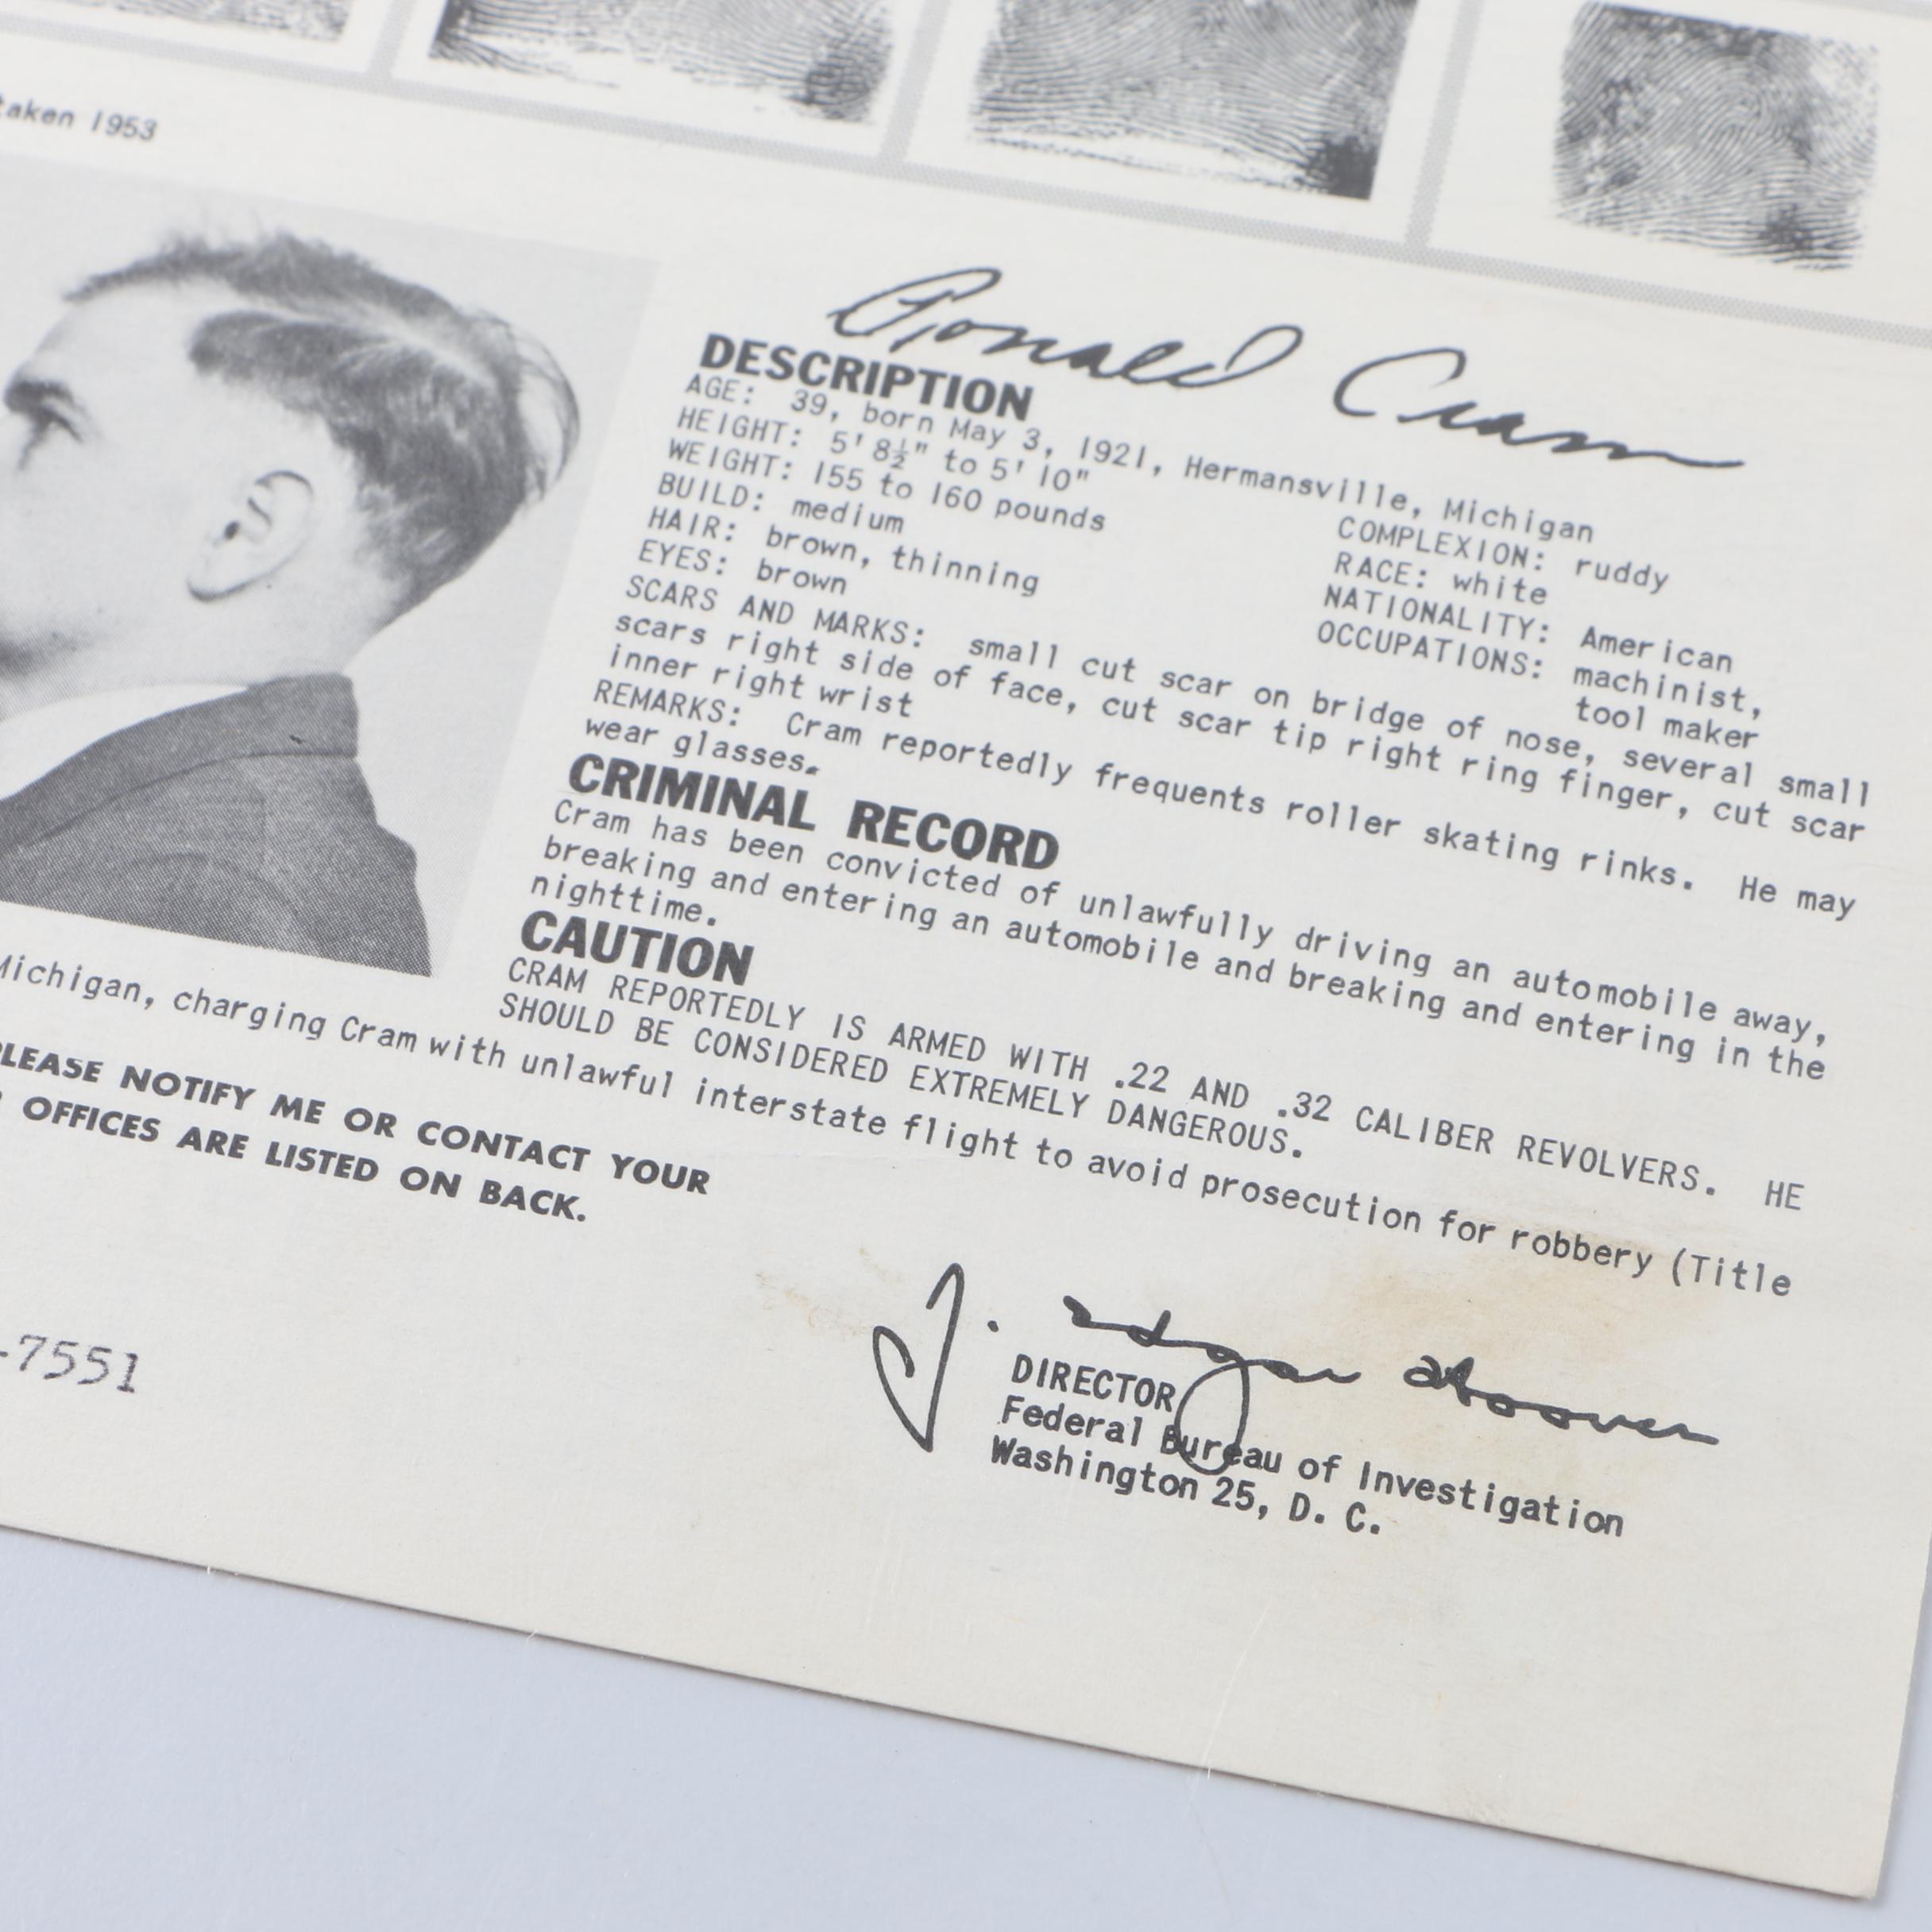 taken 1953
Donald Cram
DESCRIPTION
AGE: 39, born May 3, 1921, Hermansville, Michigan
HEIGHT: 5' 8½" to 5' 10"
WEIGHT: 155 to 160 pounds
BUILD: medium
HAIR: brown, thinning
EYES: brown
COMPLEXION: ruddy
RACE: white
NATIONALITY: American
OCCUPATIONS: machinist,
tool maker
SCARS AND MARKS: small cut scar on bridge of nose, several small
scars right side of face, cut scar tip right ring finger, cut scar
inner right wrist
REMARKS: Cram reportedly frequents roller skating rinks. He may
wear glasses.
CRIMINAL RECORD
Cram has been convicted of unlawfully driving an automobile away,
breaking and entering an automobile and breaking and entering in the
nighttime.
CAUTION
CRAM REPORTEDLY IS ARMED WITH .22 AND .32 CALIBER REVOLVERS. HE
SHOULD BE CONSIDERED EXTREMELY DANGEROUS.
Michigan, charging Cram with unlawful interstate flight to avoid prosecution for robbery (Title
PLEASE NOTIFY ME OR CONTACT YOUR
OFFICES ARE LISTED ON BACK.
J. Edgar Hoover
DIRECTOR
Federal Bureau of Investigation
Washington 25, D. C.
-7551